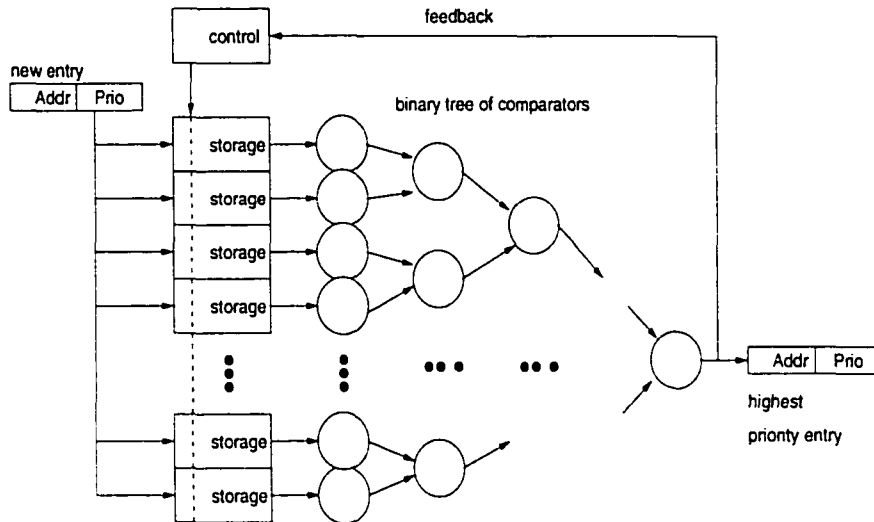 feedback
control
new entry
Addr Prio
binary tree of comparators
storage
storage
storage
storage
Addr Prio
highest
priority entry
storage
storage